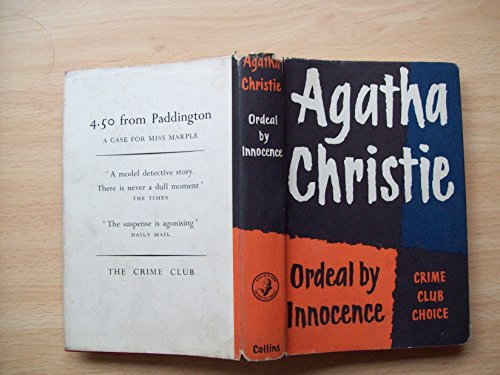 4.50 from Paddington
A CASE FOR MISS MARPLE
‘A model detective story.
There is never a dull moment’
THE TIMES
‘The suspense is agonising’
DAILY MAIL
THE CRIME CLUB
Agatha
Christie
Ordeal
by
Innocence
Collins
Agatha
Christie
Ordeal by
Innocence
CRIME
CLUB
CHOICE